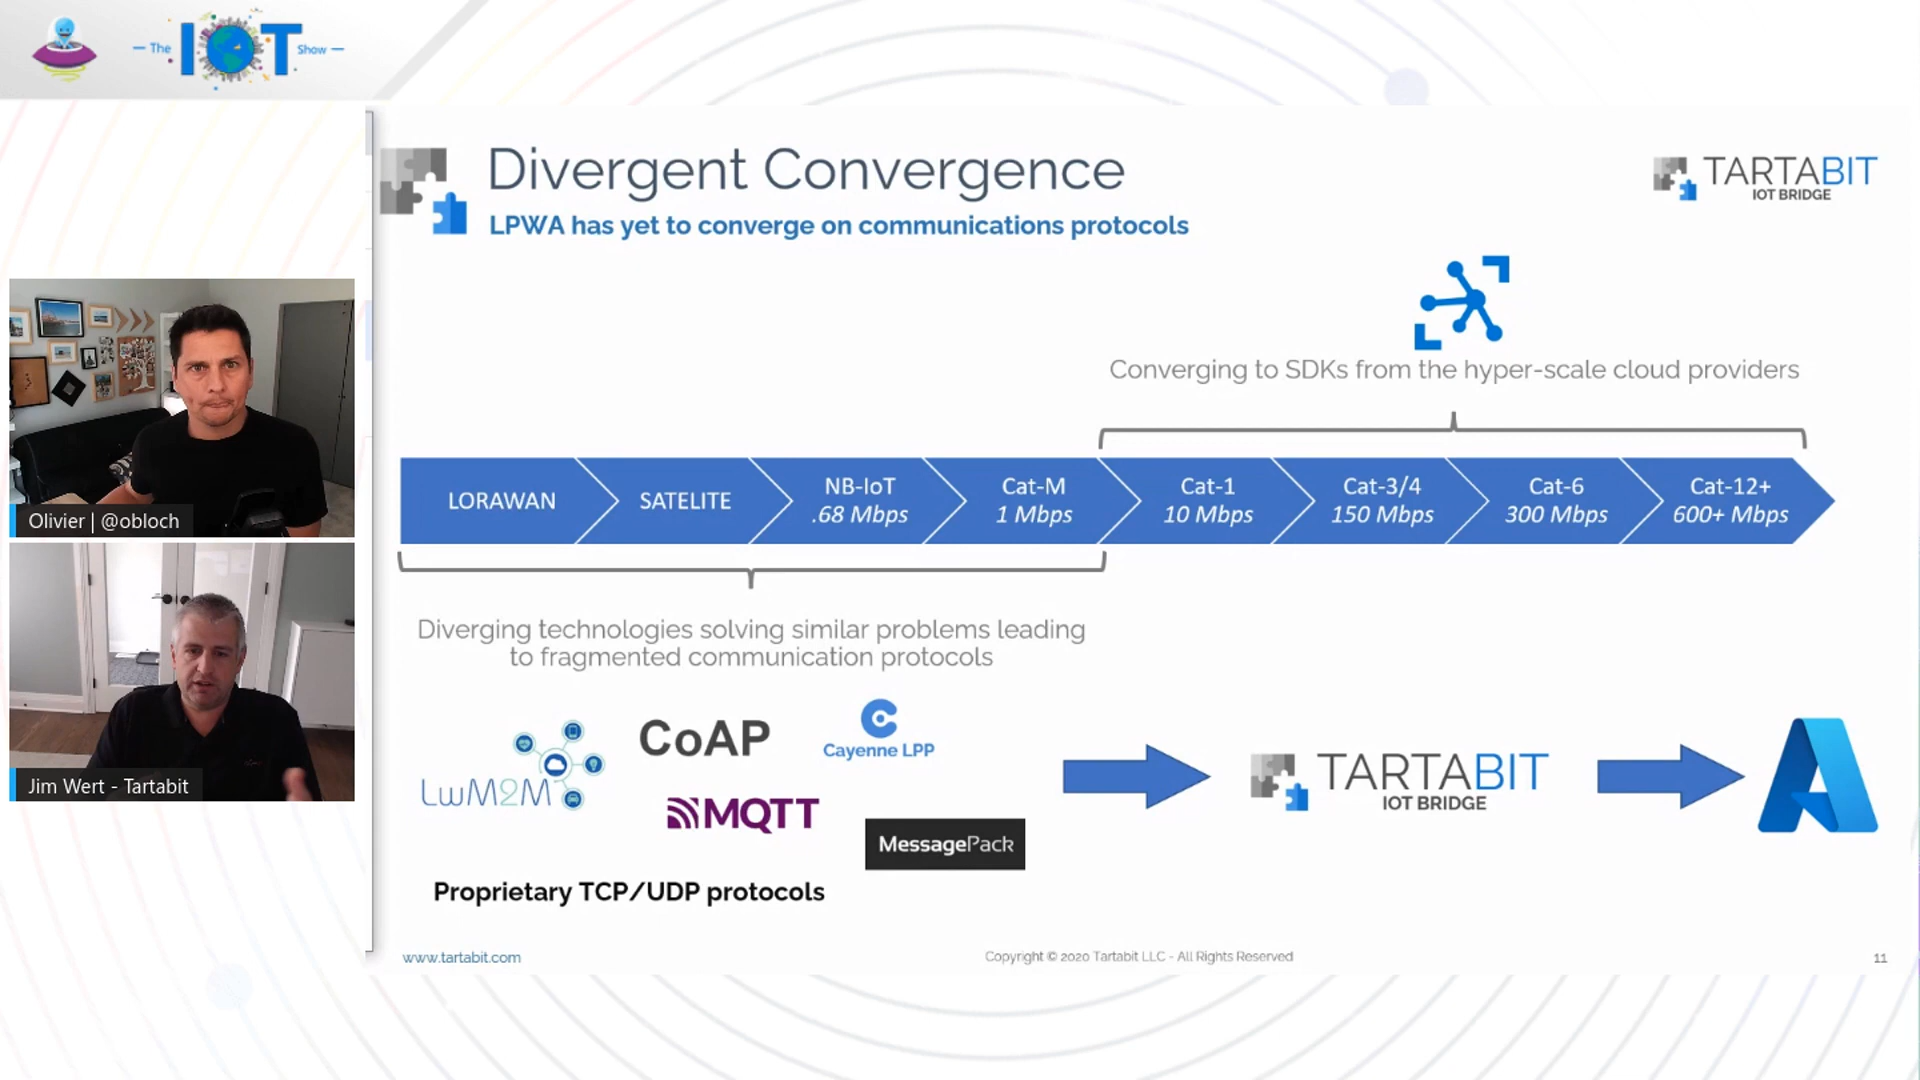 The IOT Show
Divergent Convergence
LPWA has yet to converge on communications protocols
TARTABIT
IOT BRIDGE
Converging to SDKs from the hyper-scale cloud providers
LORAWAN
SATELITE
NB-IoT
.68 Mbps
Cat-M
1 Mbps
Cat-1
10 Mbps
Cat-3/4
150 Mbps
Cat-6
300 Mbps
Cat-12+
600+ Mbps
Olivier | @obloch
Diverging technologies solving similar problems leading
to fragmented communication protocols
LwM2M
CoAP
Cayenne LPP
MQTT
MessagePack
Proprietary TCP/UDP protocols
TARTABIT
IOT BRIDGE
Jim Wert - Tartabit
www.tartabit.com
Copyright © 2020 Tartabit LLC - All Rights Reserved
11